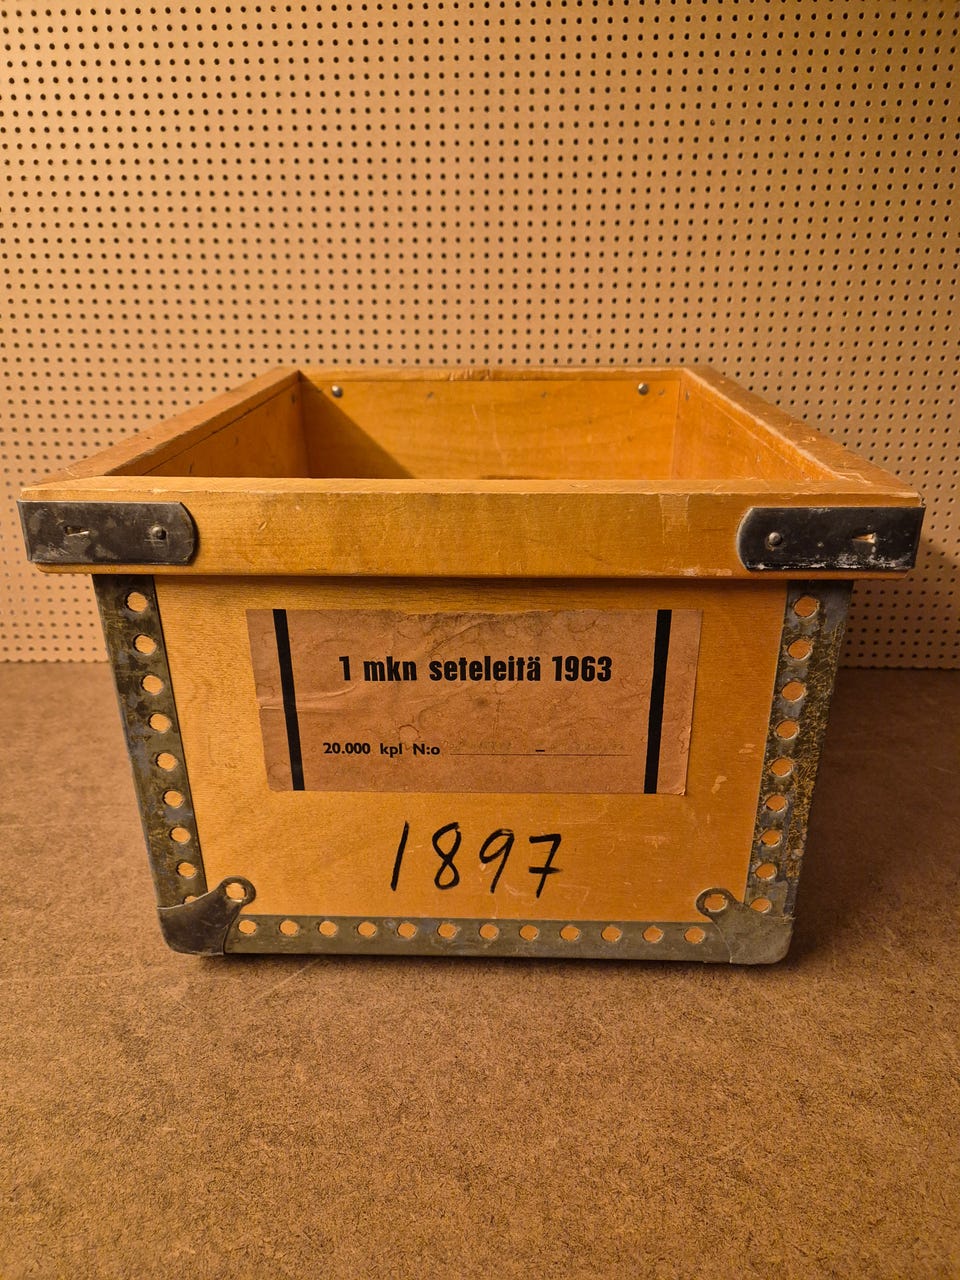 1 mkn seteleitä 1963
20.000 kpl N:o –
1897